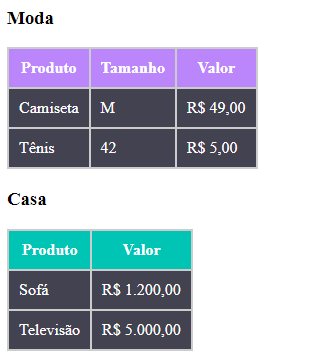 Moda
Produto Tamanho Valor
Camiseta M R$ 49,00
Tênis 42 R$ 5,00
Casa
Produto Valor
Sofá R$ 1.200,00
Televisão R$ 5.000,00